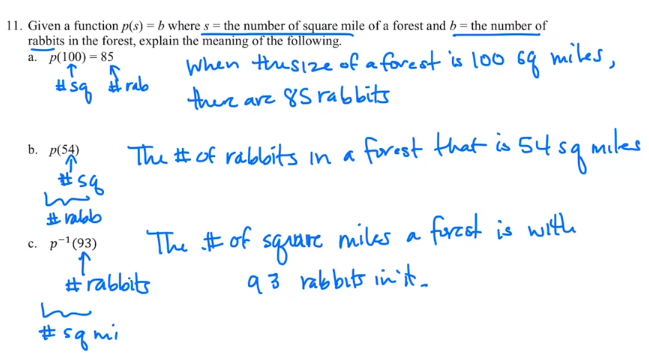 11. Given a function p(s) = b where s = the number of square mile of a forest and b = the number of
rabbits in the forest, explain the meaning of the following.
a. p(100) = 85
# sq # rab
When the size of a forest is 100 sq miles,
there are 85 rabbits
b. p(54)
# sq
# rabb
The # of rabbits in a forest that is 54 sq miles
c. p⁻¹(93)
# rabbits
# sq mi
The # of square miles a forest is with
93 rabbits in it.